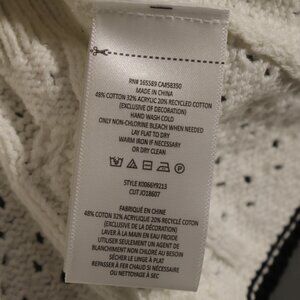 RN# 165589 CA#58350
MADE IN CHINA
48% COTTON 32% ACRYLIC 20% RECYCLED COTTON
(EXCLUSIVE OF DECORATION)
HAND WASH COLD
ONLY NON-CHLORINE BLEACH WHEN NEEDED
LAY FLAT TO DRY
WARM IRON IF NECESSARY
OR DRY CLEAN
STYLE K0066Y9213
CUT JO18607
FABRIQUÉ EN CHINE
48% COTON 32% ACRYLIQUE 20% RECYCLÉ COTON
(EXCLUSIVE DE LA DÉCORATION)
LAVER À LA MAIN EN EAU FROIDE
UTILISER SEULEMENT UN AGENT DE
BLANCHIMENT NON CHLORÉ AU BESOIN
SÉCHER LE LINGE À PLAT
REPASSER À FER CHAUD SI NÉCESSAIRE
OU NETTOYAGE À SEC